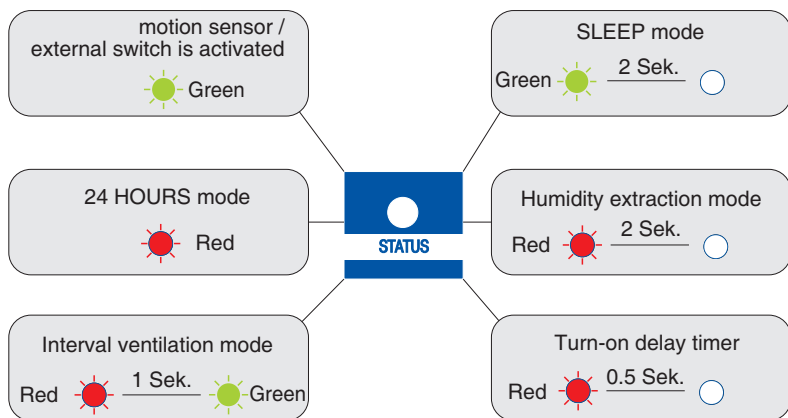 motion sensor /
external switch is activated
Green
SLEEP mode
Green 2 Sek.
24 HOURS mode
Red
STATUS
Humidity extraction mode
Red 2 Sek.
Interval ventilation mode
Red 1 Sek. Green
Turn-on delay timer
Red 0.5 Sek.